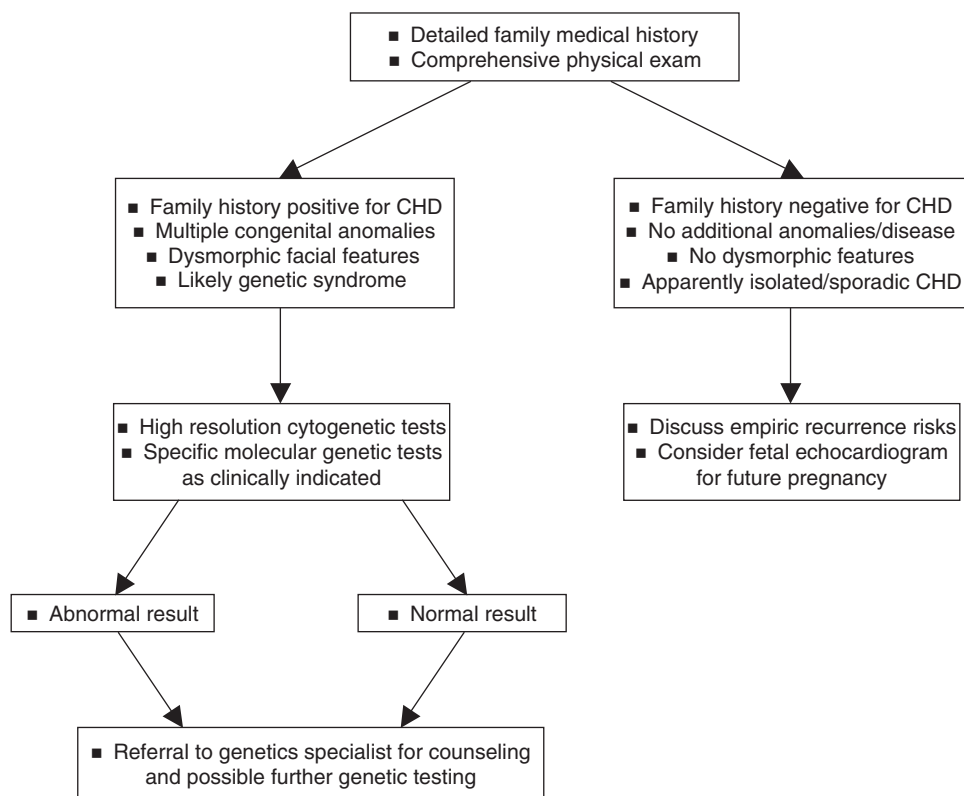 ■ Detailed family medical history
■ Comprehensive physical exam
■ Family history positive for CHD
■ Multiple congenital anomalies
■ Dysmorphic facial features
■ Likely genetic syndrome
■ Family history negative for CHD
■ No additional anomalies/disease
■ No dysmorphic features
■ Apparently isolated/sporadic CHD
■ High resolution cytogenetic tests
■ Specific molecular genetic tests
as clinically indicated
■ Discuss empiric recurrence risks
■ Consider fetal echocardiogram
for future pregnancy
■ Abnormal result
■ Normal result
■ Referral to genetics specialist for counseling
and possible further genetic testing